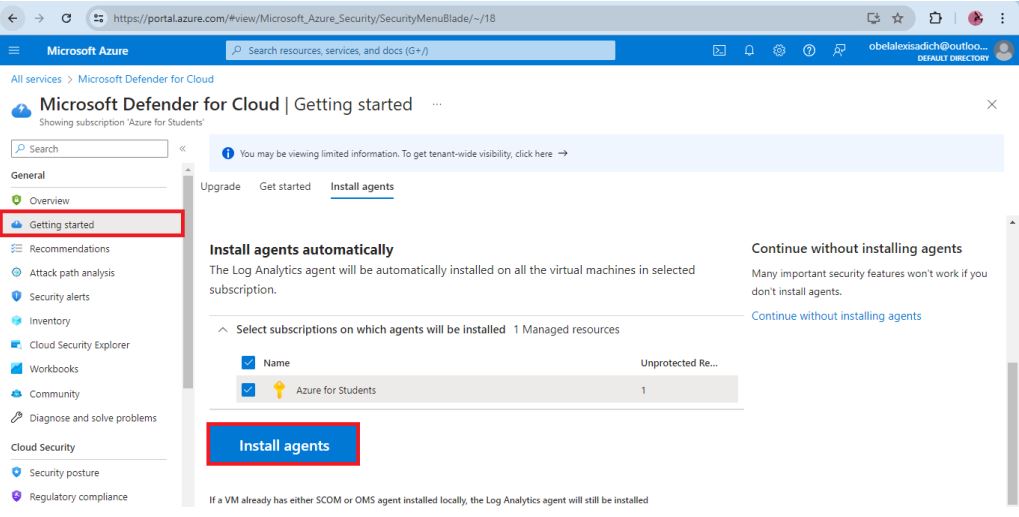 https://portal.azure.com/#view/Microsoft_Azure_Security/SecurityMenuBlade/~/18
Microsoft Azure
Search resources, services, and docs (G+/)
obelalexisadich@outloo...
DEFAULT DIRECTORY
All services > Microsoft Defender for Cloud
Microsoft Defender for Cloud | Getting started ...
Showing subscription 'Azure for Students'
Search
General
Overview
Getting started
Recommendations
Attack path analysis
Security alerts
Inventory
Cloud Security Explorer
Workbooks
Community
Diagnose and solve problems
Cloud Security
Security posture
Regulatory compliance
You may be viewing limited information. To get tenant-wide visibility, click here →
Upgrade Get started Install agents
Install agents automatically
The Log Analytics agent will be automatically installed on all the virtual machines in selected
subscription.
Select subscriptions on which agents will be installed 1 Managed resources
Name Unprotected Re...
Azure for Students 1
Install agents
If a VM already has either SCOM or OMS agent installed locally, the Log Analytics agent will still be installed
Continue without installing agents
Many important security features won't work if you
don't install agents.
Continue without installing agents